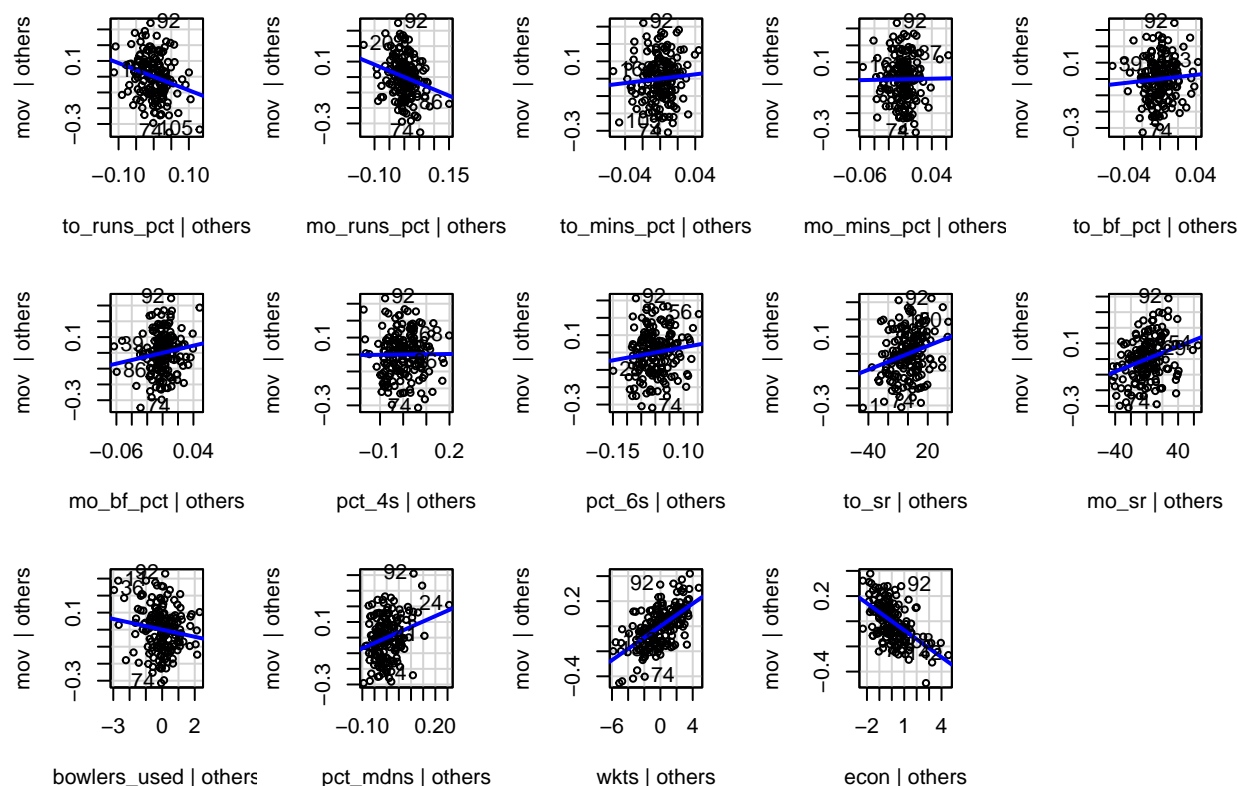 mov | others
mov | others
mov | others
mov | others
mov | others
0.1
−0.3
0.1
−0.3
0.1
−0.3
0.1
−0.3
0.1
−0.3
92
92
92
92
92
74
74
74
−0.10 0.10
−0.10 0.15
−0.04 0.04
−0.06 0.04
−0.04 0.04
to_runs_pct | others
mo_runs_pct | others
to_mins_pct | others
mo_mins_pct | others
to_bf_pct | others
mov | others
mov | others
mov | others
mov | others
mov | others
0.1
−0.3
0.1
−0.3
0.1
−0.3
0.1
−0.3
0.1
−0.3
92
92
92
92
92
56
86
74
74
74
74
−0.06 0.04
−0.1 0.2
−0.15 0.10
−40 20
−40 40
mo_bf_pct | others
pct_4s | others
pct_6s | others
to_sr | others
mo_sr | others
mov | others
mov | others
mov | others
mov | others
0.1
−0.3
0.1
−0.3
0.2
−0.4
0.2
−0.4
92
92
92
92
36
24
74
74
−3 0 2
−0.10 0.20
−6 0 4
−2 1 4
bowlers_used | others
pct_mdns | others
wkts | others
econ | others